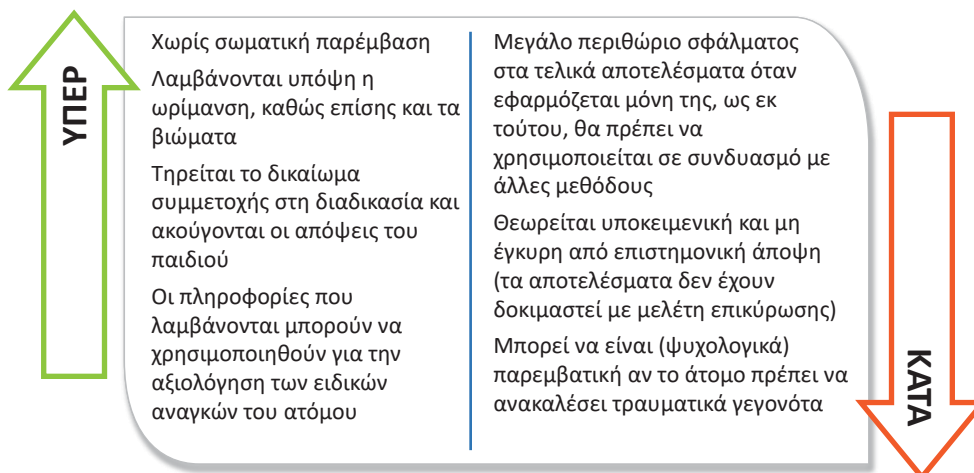 ΥΠΕΡ
Χωρίς σωματική παρέμβαση
Λαμβάνονται υπόψη η
ωρίμανση, καθώς επίσης και τα
βιώματα
Τηρείται το δικαίωμα
συμμετοχής στη διαδικασία και
ακούγονται οι απόψεις του
παιδιού
Οι πληροφορίες που
λαμβάνονται μπορούν να
χρησιμοποιηθούν για την
αξιολόγηση των ειδικών
αναγκών του ατόμου
Μεγάλο περιθώριο σφάλματος
στα τελικά αποτελέσματα όταν
εφαρμόζεται μόνη της, ως εκ
τούτου, θα πρέπει να
χρησιμοποιείται σε συνδυασμό με
άλλες μεθόδους
Θεωρείται υποκειμενική και μη
έγκυρη από επιστημονική άποψη
(τα αποτελέσματα δεν έχουν
δοκιμαστεί με μελέτη επικύρωσης)
Μπορεί να είναι (ψυχολογικά)
παρεμβατική αν το άτομο πρέπει να
ανακαλέσει τραυματικά γεγονότα
ΚΑΤΑ